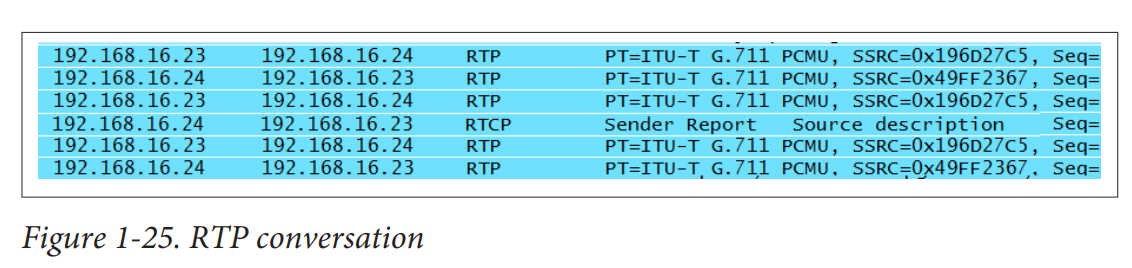 192.168.16.23 192.168.16.24 RTP PT=ITU-T G.711 PCMU, SSRC=0x196D27C5, Seq=
192.168.16.24 192.168.16.23 RTP PT=ITU-T G.711 PCMU, SSRC=0x49FF2367, Seq=
192.168.16.23 192.168.16.24 RTP PT=ITU-T G.711 PCMU, SSRC=0x196D27C5, Seq=
192.168.16.24 192.168.16.23 RTCP Sender Report Source description Seq=
192.168.16.23 192.168.16.24 RTP PT=ITU-T G.711 PCMU, SSRC=0x196D27C5, Seq=
192.168.16.24 192.168.16.23 RTP PT=ITU-T G.711 PCMU, SSRC=0x49FF2367, Seq=
Figure 1-25. RTP conversation